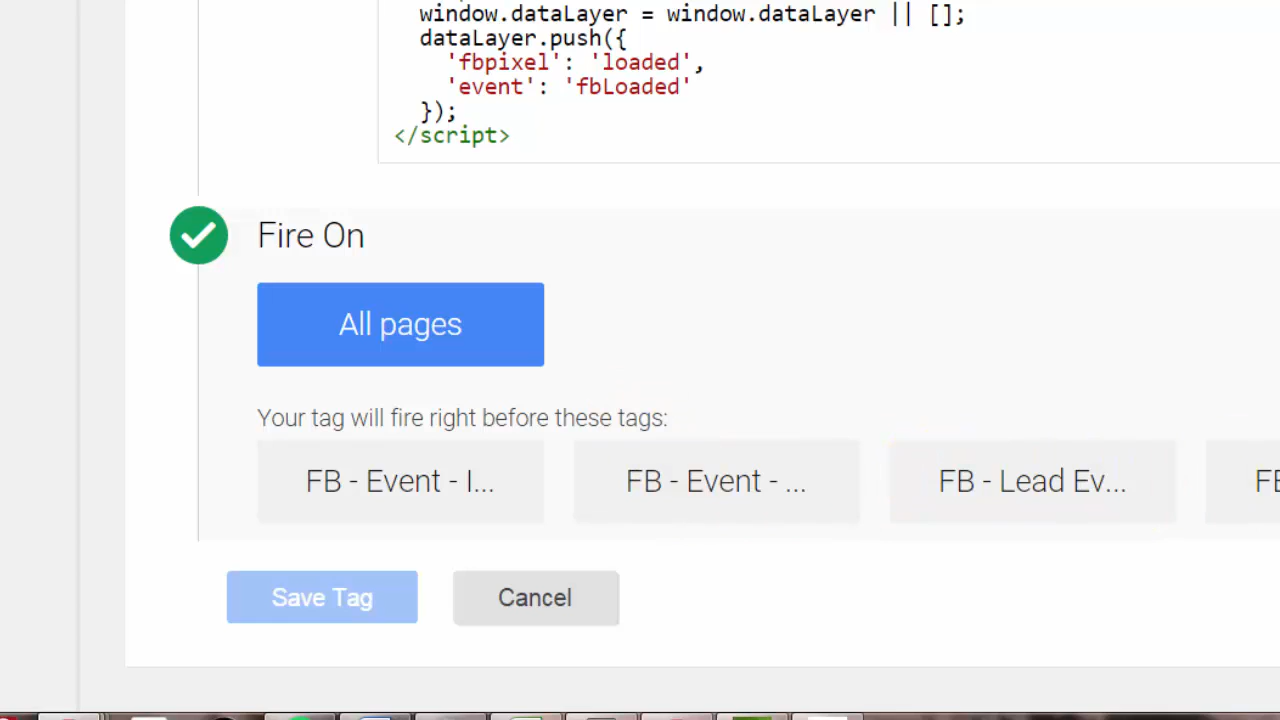 window.dataLayer = window.dataLayer || [];
dataLayer.push({
'fbpixel': 'loaded',
'event': 'fbLoaded'
});
</script>
Fire On
All pages
Your tag will fire right before these tags:
FB - Event - I...
FB - Event - ...
FB - Lead Ev...
FB
Save Tag
Cancel